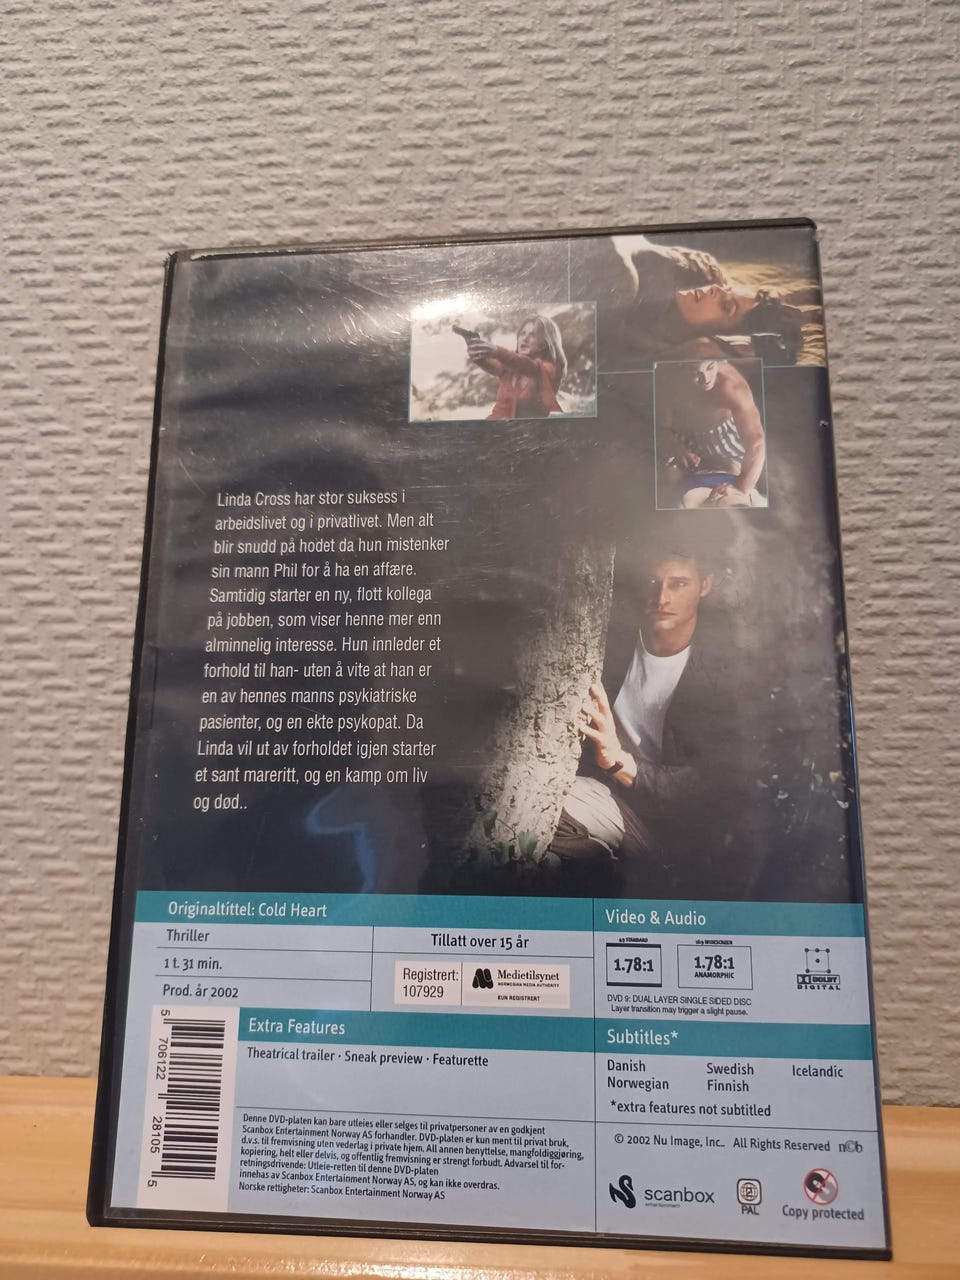 Linda Cross har stor suksess i
arbeidslivet og i privatlivet. Men alt
blir snudd på hodet da hun mistenker
sin mann Phil for å ha en affære.
Samtidig starter en ny, flott kollega
på jobben, som viser henne mer enn
alminnelig interesse. Hun innleder et
forhold til han- uten å vite at han er
en av hennes manns psykiatriske
pasienter, og en ekte psykopat. Da
Linda vil ut av forholdet igjen starter
et sant mareritt, og en kamp om liv
og død..
Originaltittel: Cold Heart
Thriller
1 t. 31 min.
Prod. år 2002
Tillatt over 15 år
Registrert:
107929
Medietilsynet
NORWEGIAN MEDIA AUTHORITY
KUN REGISTRERT
Video & Audio
4:3 STANDARD
1.78:1
16:9 WIDESCREEN
1.78:1
ANAMORPHIC
DOLBY
DIGITAL
DVD 9: DUAL LAYER SINGLE SIDED DISC
Layer transition may trigger a slight pause.
Extra Features
Theatrical trailer · Sneak preview · Featurette
Subtitles*
Danish Swedish Icelandic
Norwegian Finnish
*extra features not subtitled
5 706122 28105 5
Denne DVD-platen kan bare utleies eller selges til privatpersoner av en godkjent
Scanbox Entertainment Norway AS forhandler. DVD-platen er kun ment til privat bruk,
d.v.s. til fremvisning uten vederlag i private hjem. All annen benyttelse, mangfoldiggjøring,
kopiering, helt eller delvis, og offentlig fremvisning er strengt forbudt. Advarsel til for-
retningsdrivende: Utleie-retten til denne DVD-platen
innehas av Scanbox Entertainment Norway AS, og kan ikke overdras.
Norske rettigheter: Scanbox Entertainment Norway AS
© 2002 Nu Image, Inc.. All Rights Reserved n©b
scanbox
entertainment
2
PAL
Copy protected